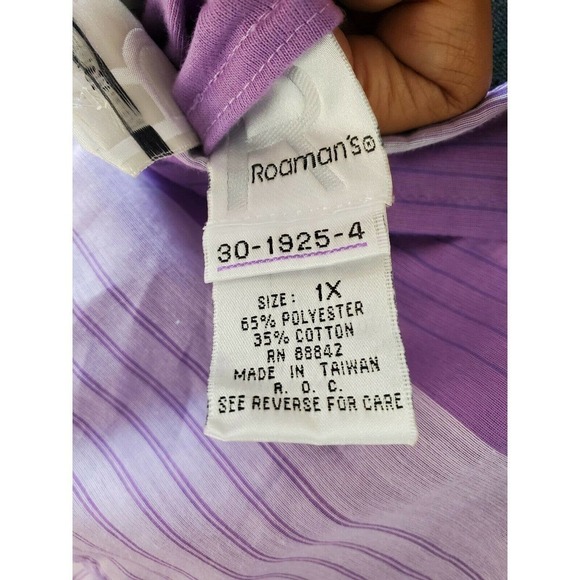 R
Roaman's®
30-1925-4
SIZE: 1X
65% POLYESTER
35% COTTON
RN 88842
MADE IN TAIWAN
R. O. C.
SEE REVERSE FOR CARE